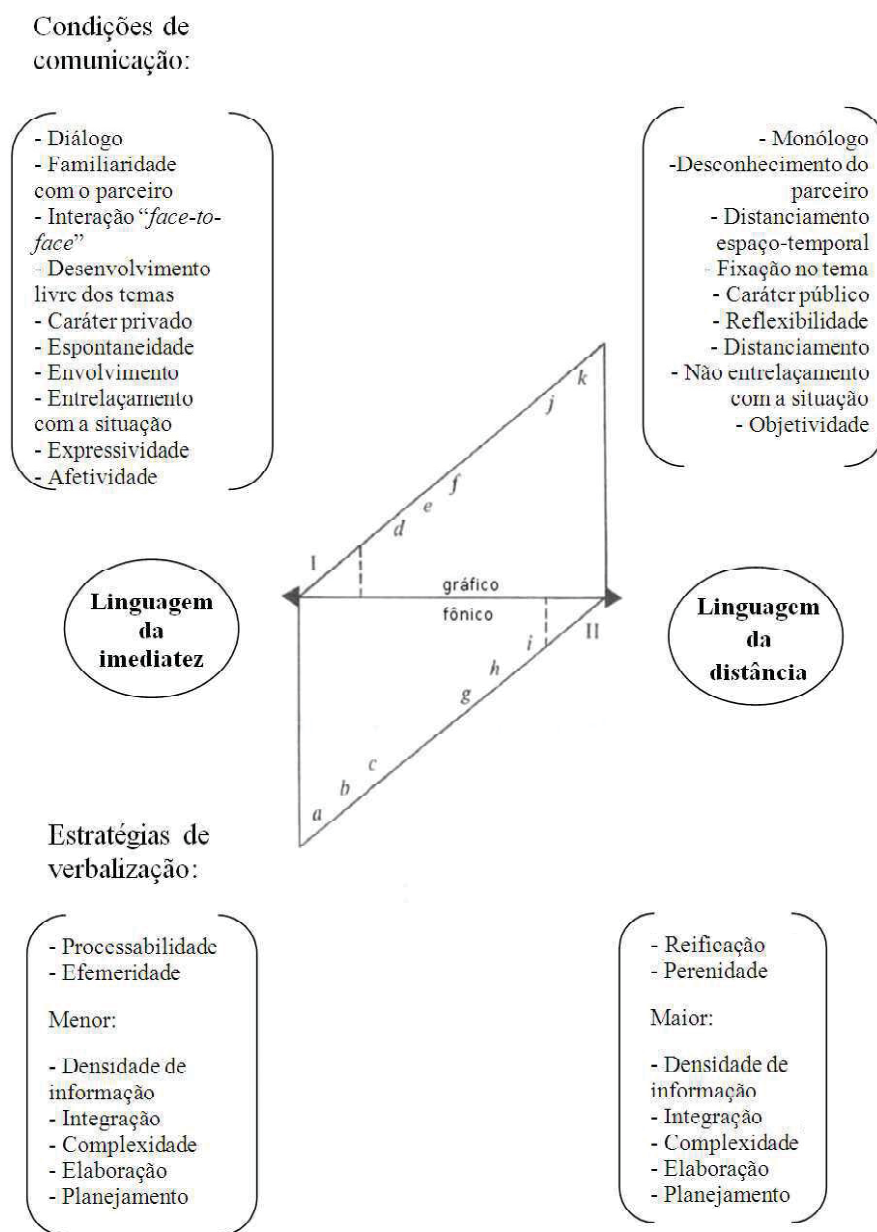 Condições de
comunicação:
- Diálogo
- Familiaridade
com o parceiro
- Interação “face-to-
face”
- Desenvolvimento
livre dos temas
- Caráter privado
- Espontaneidade
- Envolvimento
- Entrelaçamento
com a situação
- Expressividade
- Afetividade
- Monólogo
-Desconhecimento do
parceiro
- Distanciamento
espaço-temporal
- Fixação no tema
- Caráter público
- Reflexibilidade
- Distanciamento
- Não entrelaçamento
com a situação
- Objetividade
k
j
f
e
d
I
gráfico
fônico
II
i
h
g
c
b
a
Linguagem
da
imediatez
Linguagem
da
distância
Estratégias de
verbalização:
- Processabilidade
- Efemeridade
Menor:
- Densidade de
informação
- Integração
- Complexidade
- Elaboração
- Planejamento
- Reificação
- Perenidade
Maior:
- Densidade de
informação
- Integração
- Complexidade
- Elaboração
- Planejamento